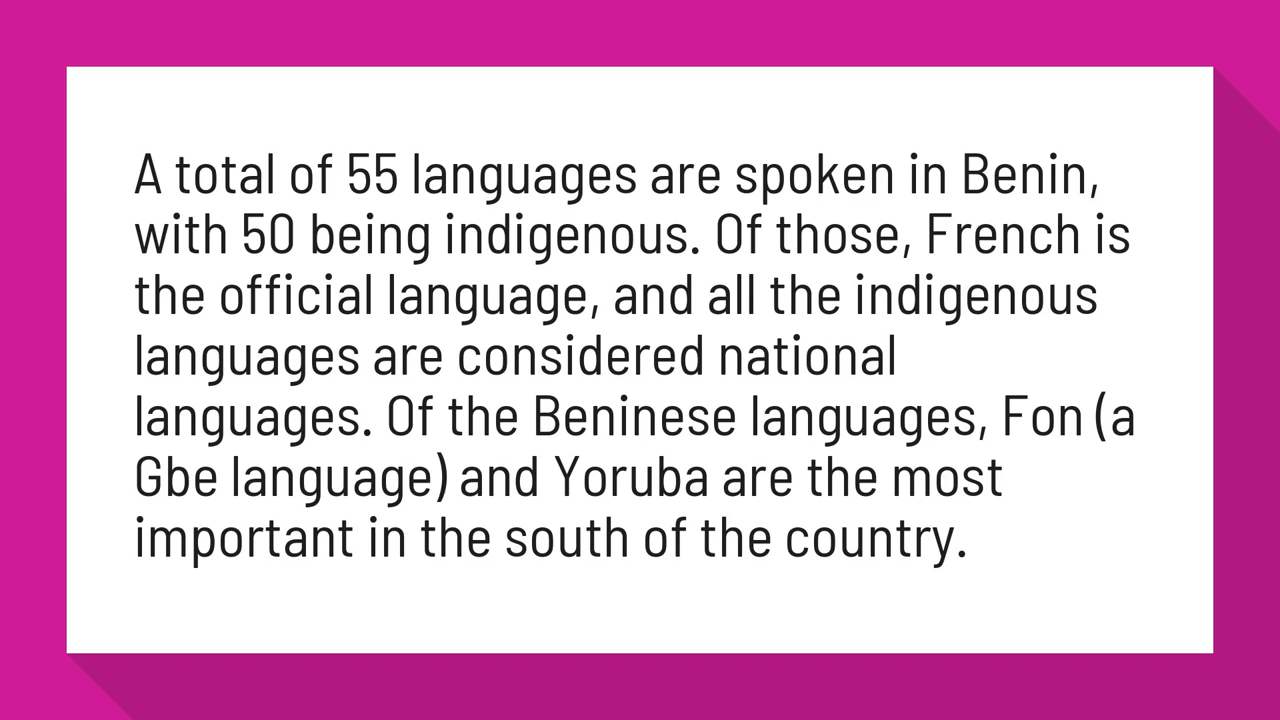 A total of 55 languages are spoken in Benin,
with 50 being indigenous. Of those, French is
the official language, and all the indigenous
languages are considered national
languages. Of the Beninese languages, Fon (a
Gbe language) and Yoruba are the most
important in the south of the country.